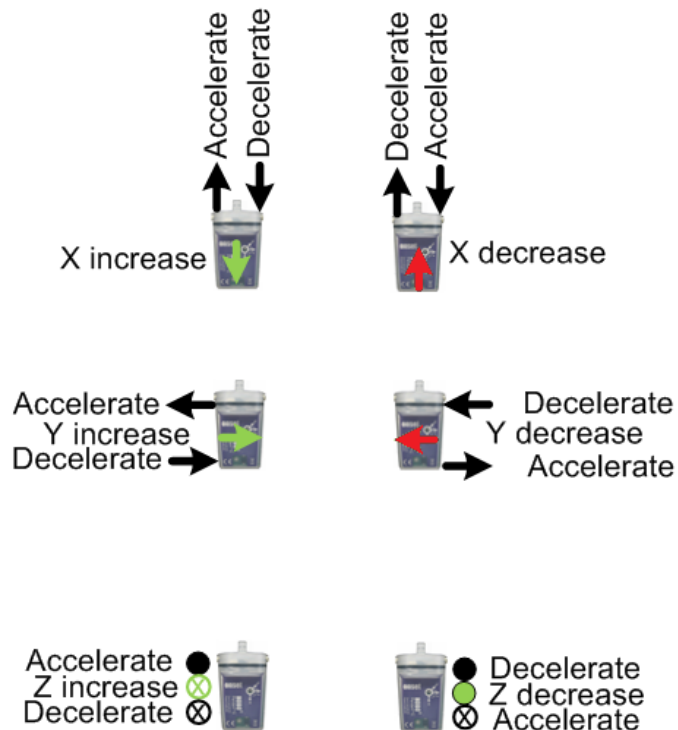 Accelerate
Decelerate
Decelerate
Accelerate
X increase
X decrease
Accelerate
Y increase
Decelerate
Decelerate
Y decrease
Accelerate
Accelerate
Z increase
Decelerate
Decelerate
Z decrease
Accelerate